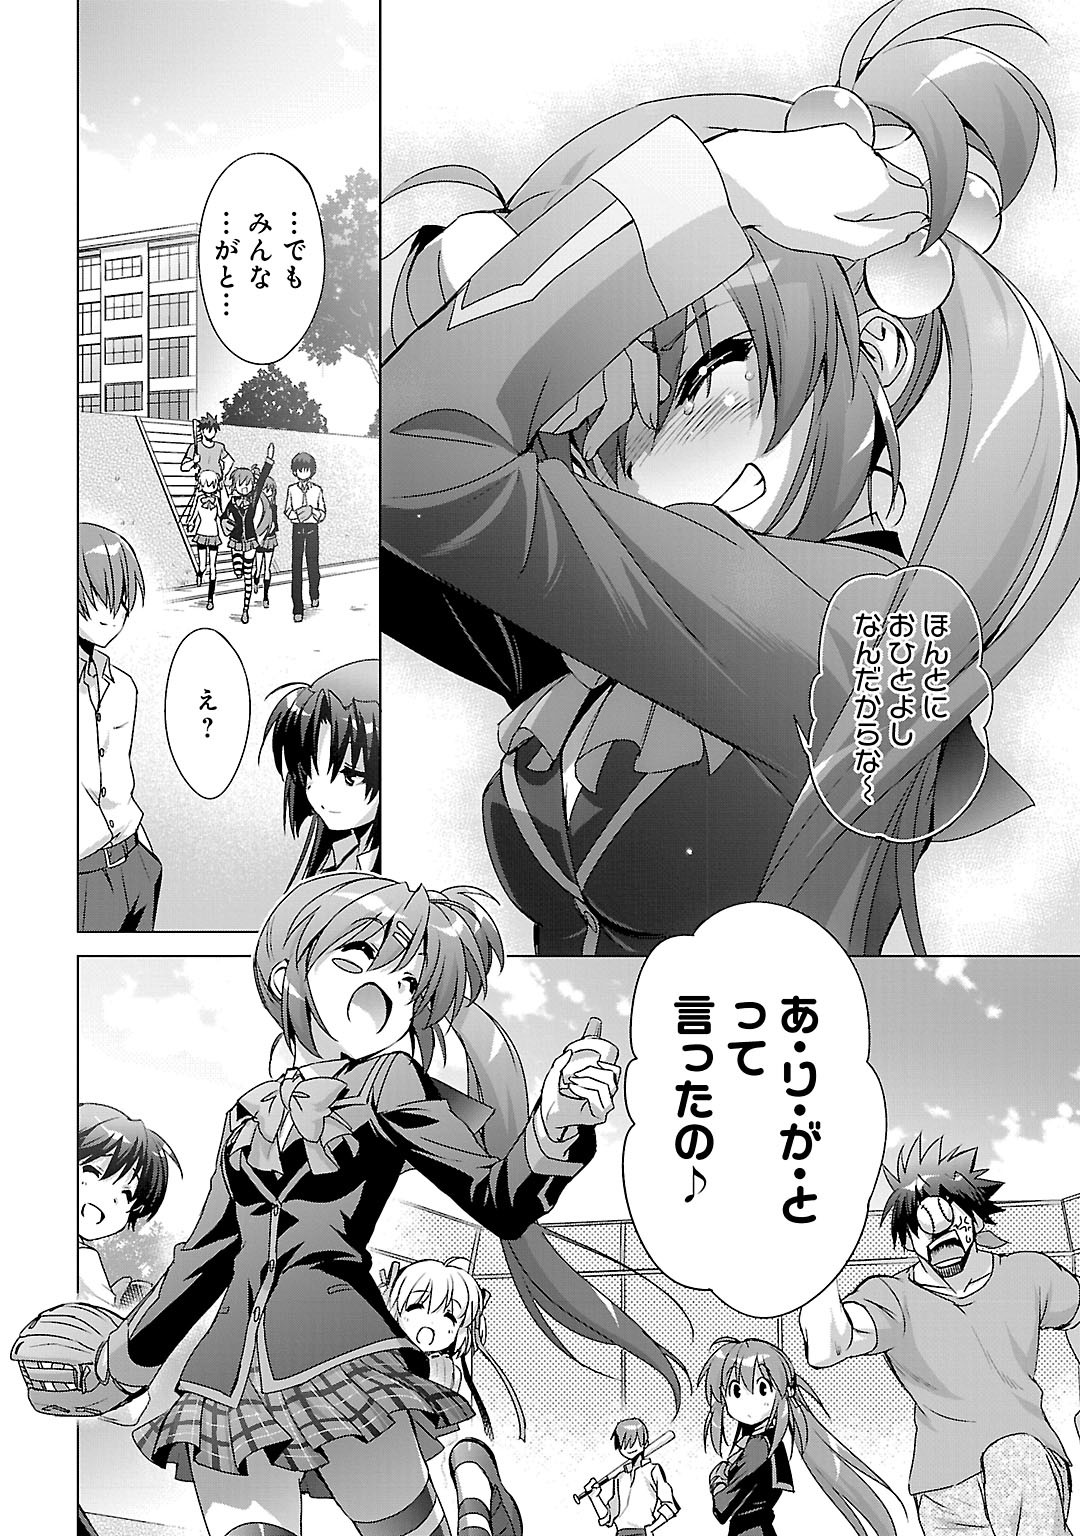 ほんとに
おひとよし
なんだからな～
…でも
みんな
…がと…
え？
あ・り・が・と
って
言ったの♪